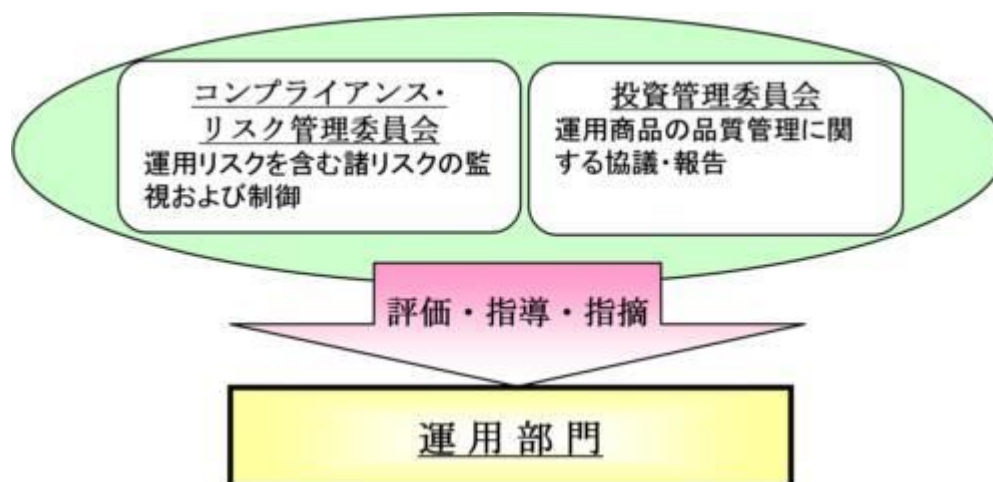 コンプライアンス・
リスク管理委員会
運用リスクを含む諸リスクの監
視および制御
投資管理委員会
運用商品の品質管理に関
する協議・報告
評価・指導・指摘
運用部門